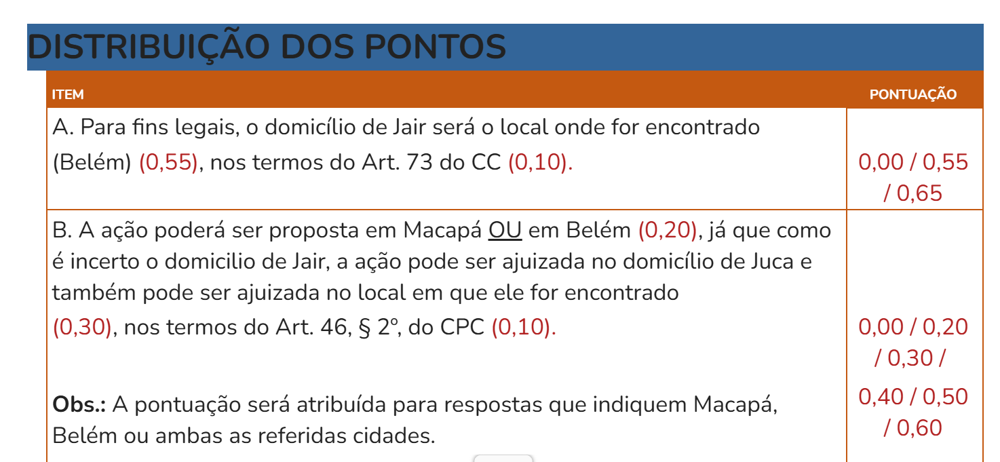 DISTRIBUIÇÃO DOS PONTOS
ITEM
PONTUAÇÃO
A. Para fins legais, o domicílio de Jair será o local onde for encontrado
(Belém) (0,55), nos termos do Art. 73 do CC (0,10).
0,00 / 0,55
/ 0,65
B. A ação poderá ser proposta em Macapá OU em Belém (0,20), já que como
é incerto o domicilio de Jair, a ação pode ser ajuizada no domicílio de Juca e
também pode ser ajuizada no local em que ele for encontrado
(0,30), nos termos do Art. 46, § 2º, do CPC (0,10).
Obs.: A pontuação será atribuída para respostas que indiquem Macapá,
Belém ou ambas as referidas cidades.
0,00 / 0,20
/ 0,30 /
0,40 / 0,50
/ 0,60